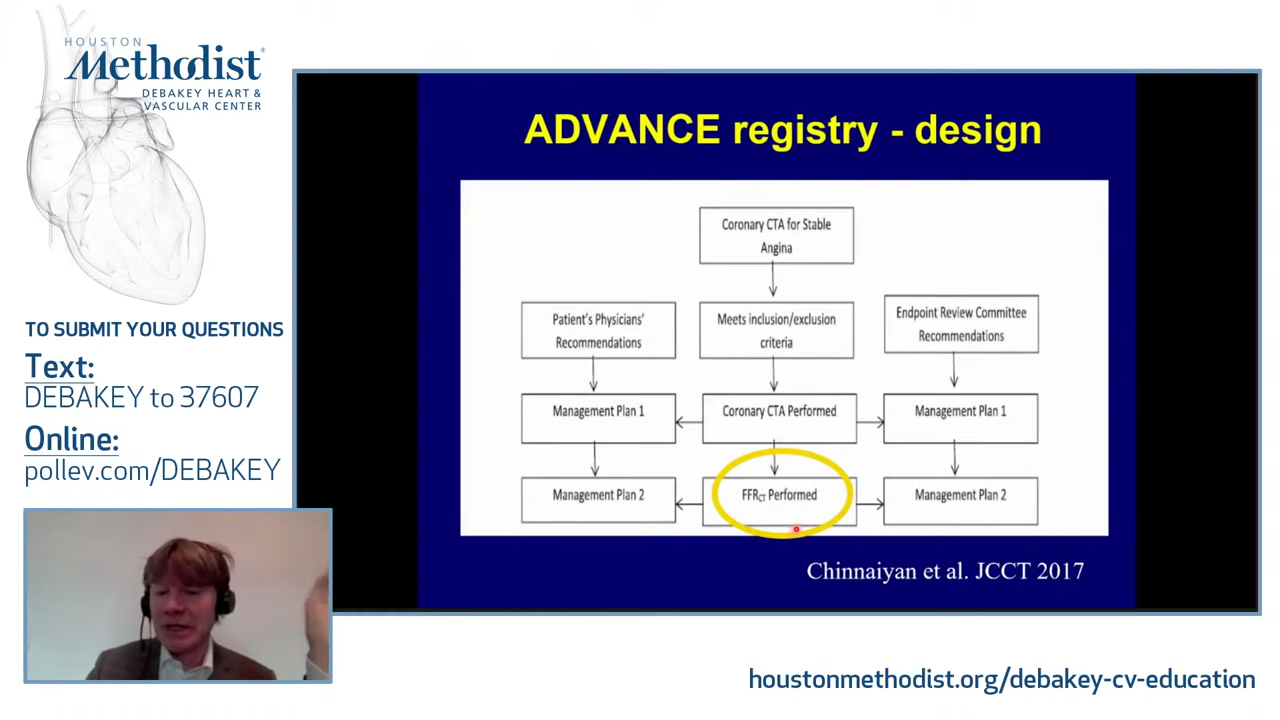 HOUSTON
Methodist®
DEBAKEY HEART &
VASCULAR CENTER
TO SUBMIT YOUR QUESTIONS
Text:
DEBAKEY to 37607
Online:
pollev.com/DEBAKEY
ADVANCE registry - design
Coronary CTA for Stable
Angina
Patient's Physicians'
Recommendations
Meets inclusion/exclusion
criteria
Endpoint Review Committee
Recommendations
Management Plan 1
Coronary CTA Performed
Management Plan 1
Management Plan 2
FFRCT Performed
Management Plan 2
Chinnaiyan et al. JCCT 2017
houstonmethodist.org/debakey-cv-education